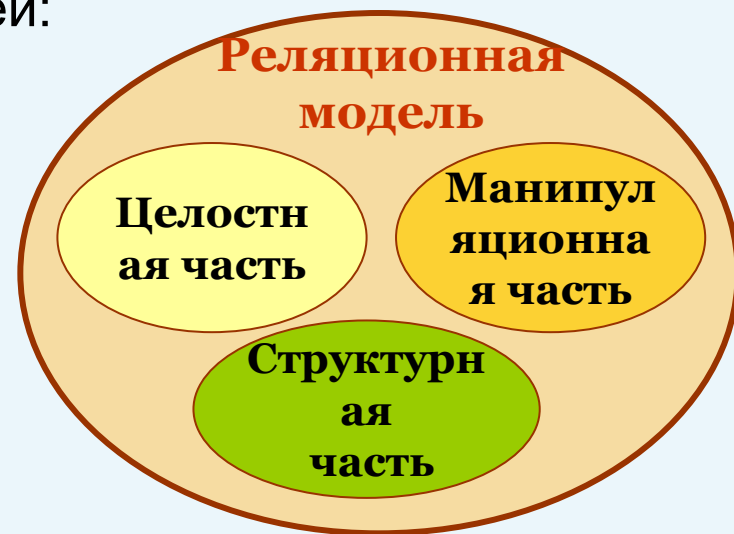 ей:
Реляционная
модель
Целостн
ая часть
Манипул
яционна
я часть
Структурн
ая
часть